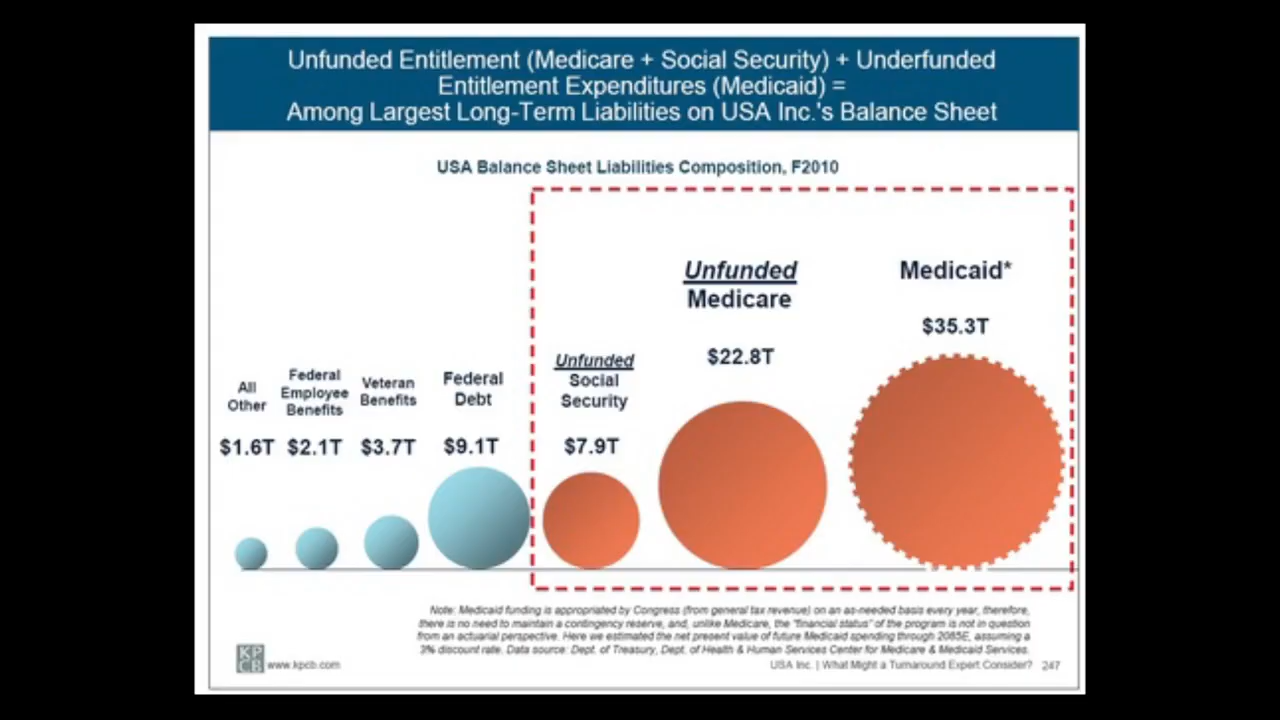 Unfunded Entitlement (Medicare + Social Security) + Underfunded
Entitlement Expenditures (Medicaid) =
Among Largest Long-Term Liabilities on USA Inc.'s Balance Sheet
USA Balance Sheet Liabilities Composition, F2010
All
Other
$1.6T
Federal
Employee
Benefits
$2.1T
Veteran
Benefits
$3.7T
Federal
Debt
$9.1T
Unfunded
Social
Security
$7.9T
Unfunded
Medicare
$22.8T
Medicaid*
$35.3T
Note: Medicaid funding is appropriated by Congress (from general tax revenue) on an as-needed basis every year, therefore,
there is no need to maintain a contingency reserve, and, unlike Medicare, the "financial status" of the program is not in question
from an actuarial perspective. Here we estimated the net present value of future Medicaid spending through 2085E, assuming a
3% discount rate. Data source: Dept. of Treasury, Dept. of Health & Human Services Center for Medicare & Medicaid Services.
KP
CB
www.kpcb.com
USA Inc. | What Might a Turnaround Expert Consider? 247